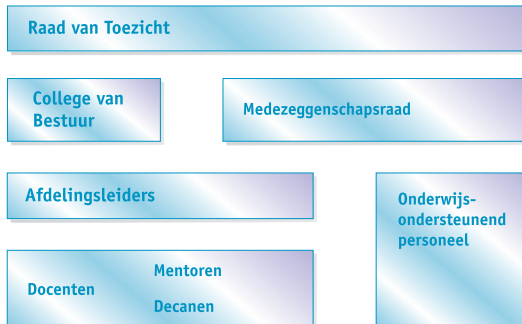 Raad van Toezicht
College van
Bestuur
Medezeggenschapsraad
Afdelingsleiders
Onderwijs-
ondersteunend
personeel
Docenten
Mentoren
Decanen